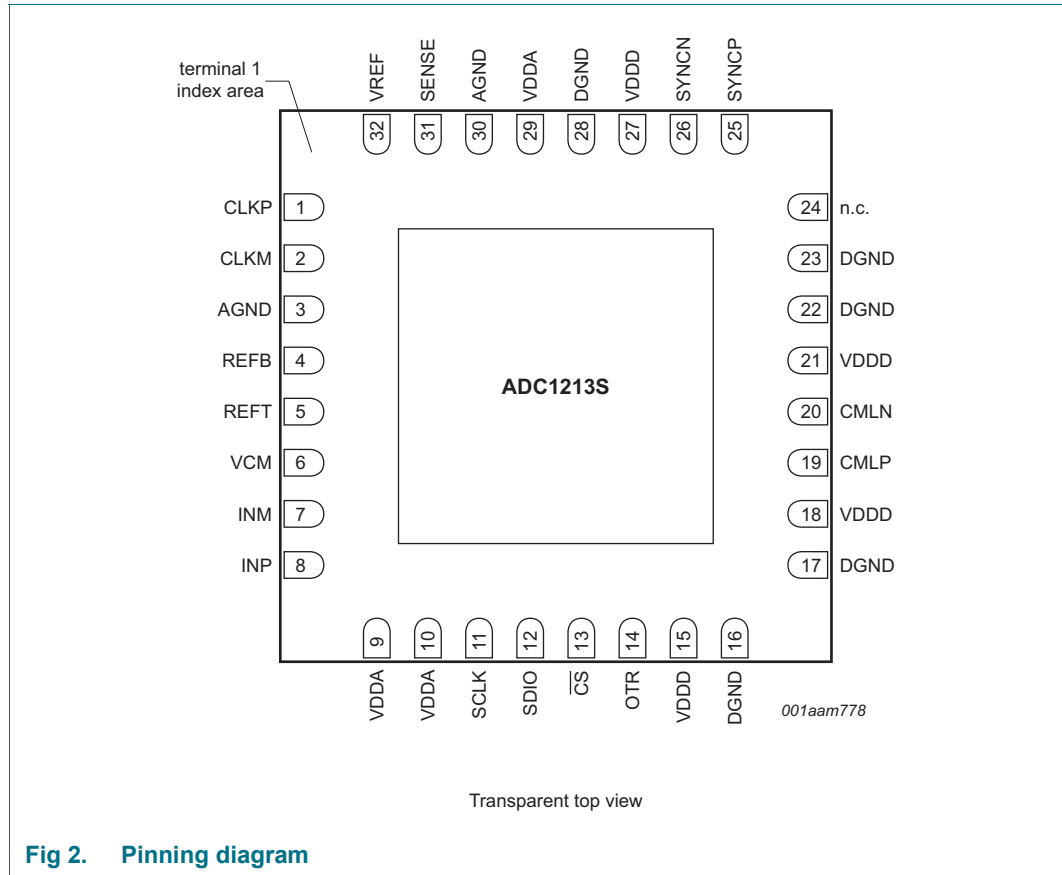 terminal 1
index area
VREF
SENSE
AGND
VDDA
DGND
VDDD
SYNCN
SYNCP
32
31
30
29
28
27
26
25
CLKP 1
CLKM 2
AGND 3
REFB 4
REFT 5
VCM 6
INM 7
INP 8
ADC1213S
24 n.c.
23 DGND
22 DGND
21 VDDD
20 CMLN
19 CMLP
18 VDDD
17 DGND
9
10
11
12
13
14
15
16
VDDA
VDDA
SCLK
SDIO
C̅S̅
OTR
VDDD
DGND
001aam778
Transparent top view
Fig 2. Pinning diagram